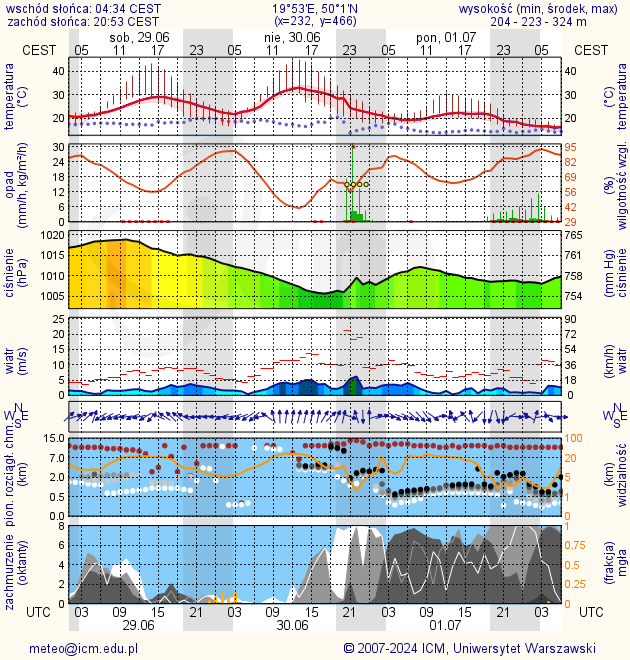 wschód słońca: 04:34 CEST 19°53'E, 50°1'N wysokość (min, środek, max)
zachód słońca: 20:53 CEST (x=232, y=466) 204 - 223 - 324 m
sob, 29.06 nie, 30.06 pon, 01.07
CEST 05 11 17 23 05 11 17 23 05 11 17 23 05 CEST
temperatura (°C)
40 30 20
40 30 20
temperatura (°C)
opad (mm/h, kg/m²/h)
30 24 18 12 6 0
95 82 69 56 42 29
(%) wilgotność wzgl.
ciśnienie (hPa)
1020 1015 1010 1005
765 761 758 754
(mm Hg) ciśnienie
wiatr (m/s)
25 20 15 10 5 0
90 72 54 36 18 0
(km/h) wiatr
N W E S
N W E S
pion. rozciągł. chm. (km)
15.0 7.0 2.0 0.5 0.0
100 20 5 1 0
(km) widzialność
zachmurzenie (oktanty)
8 6 4 2 0
1 0.75 0.5 0.25 0
(frakcja) mgła
UTC 03 09 15 21 03 09 15 21 03 09 15 21 03 UTC
29.06 30.06 01.07
meteo@icm.edu.pl © 2007-2024 ICM, Uniwersytet Warszawski